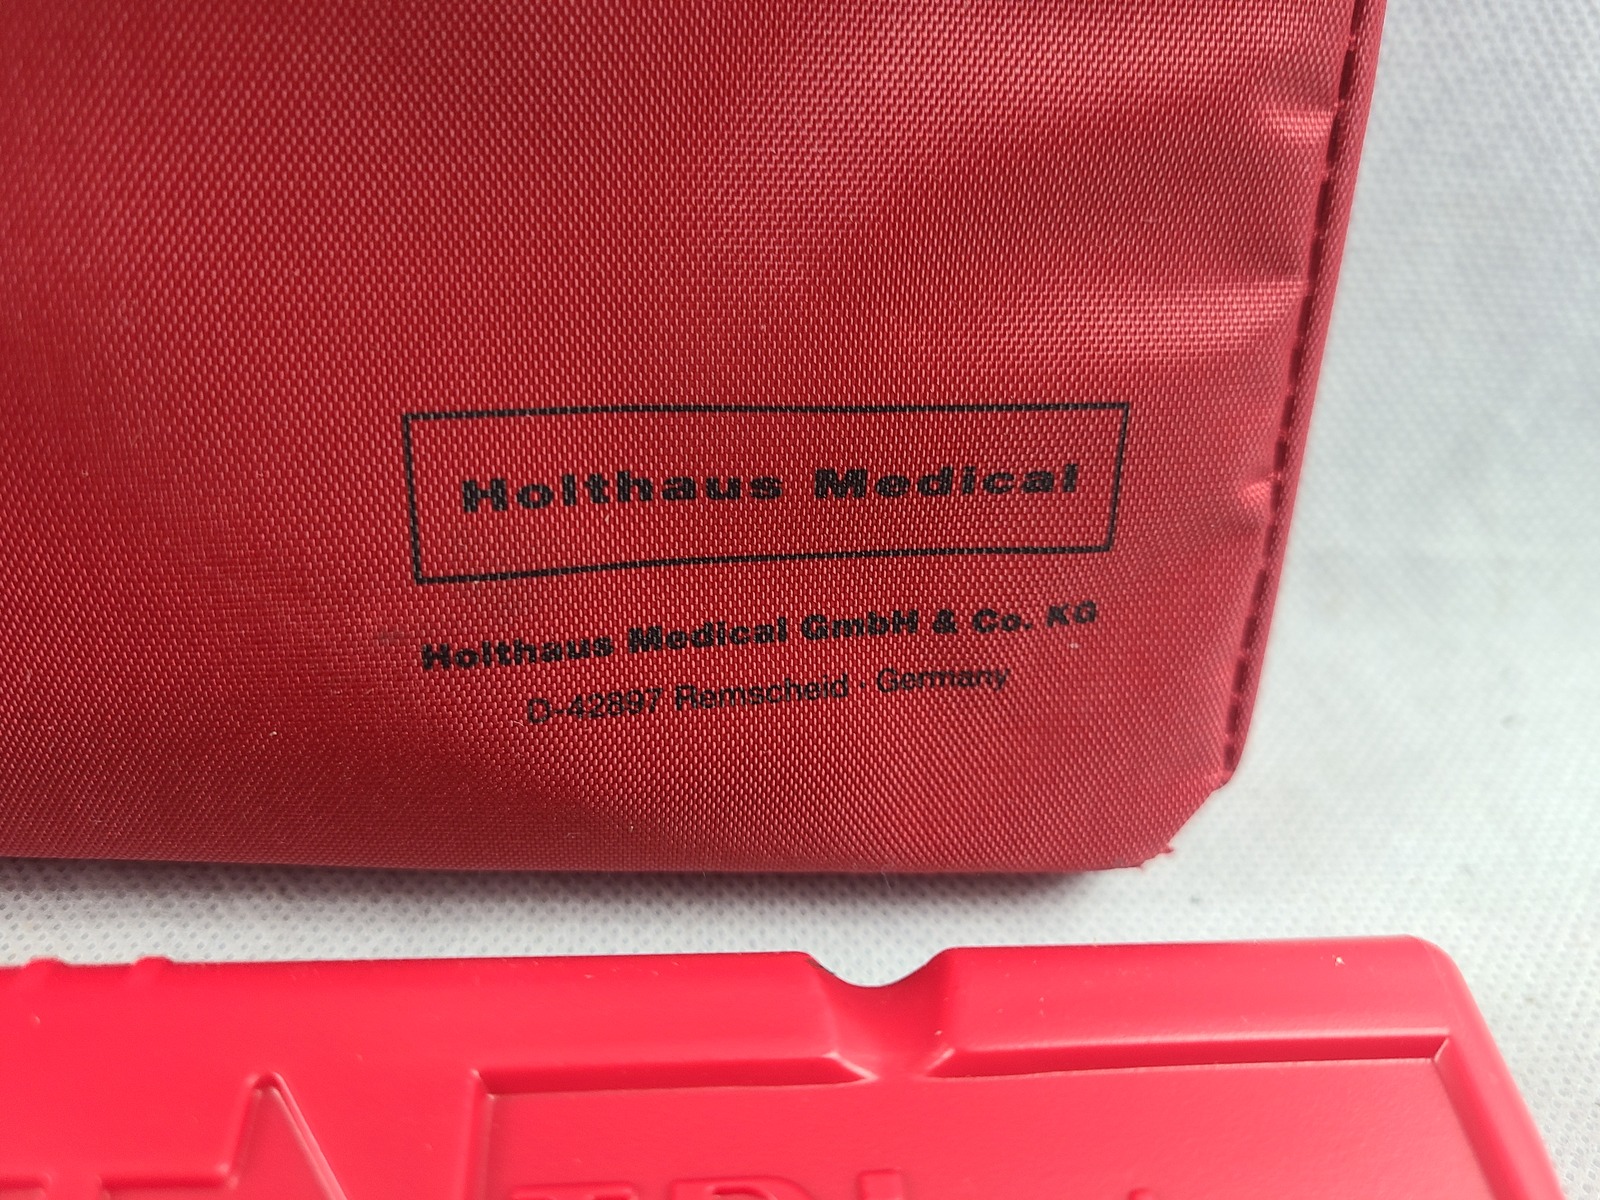 Holthaus Medical
Holthaus Medical GmbH & Co. KG
D-42897 Remscheid · Germany